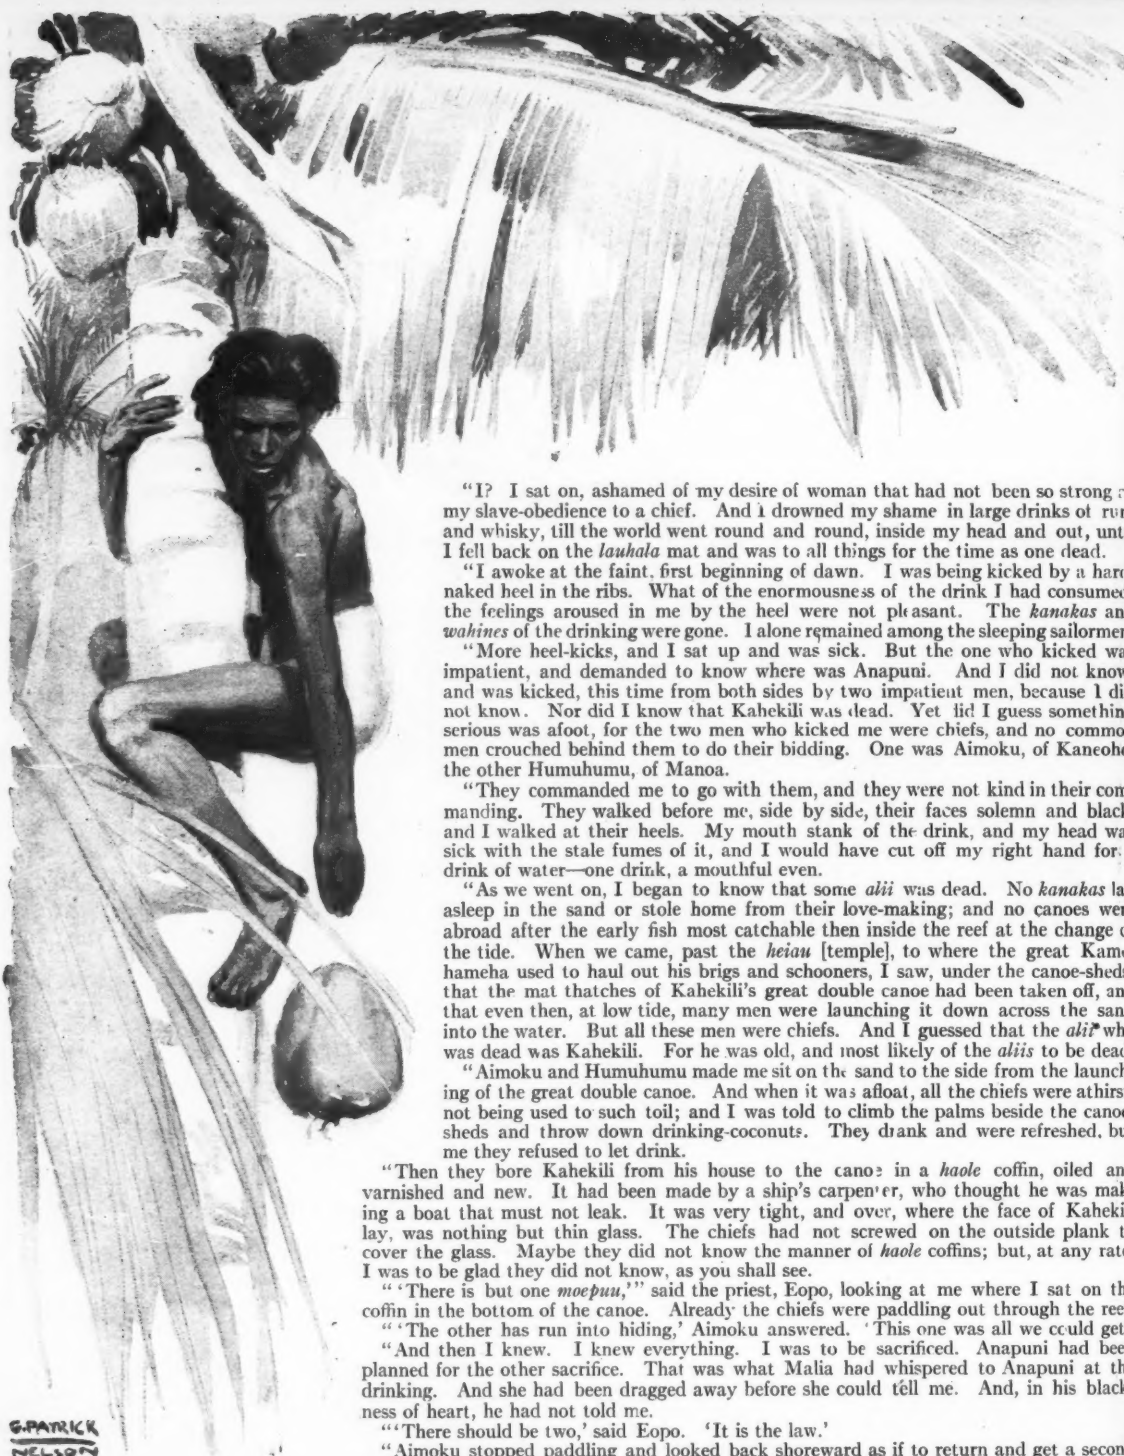 "I? I sat on, ashamed of my desire of woman that had not been so strong
my slave-obedience to a chief. And I drowned my shame in large drinks of
and whisky, till the world went round and round, inside my head and out,
I fell back on the lauhala mat and was to all things for the time as one dead.
"I awoke at the faint, first beginning of dawn. I was being kicked by a
naked heel in the ribs. What of the enormousness of the drink I had
the feelings aroused in me by the heel were not pleasant. The kanakas
wahines of the drinking were gone. I alone remained among the sleeping
"More heel-kicks, and I sat up and was sick. But the one who kicked
impatient, and demanded to know where was Anapuni. And I did not
and was kicked, this time from both sides by two impatient men, because I
not know. Nor did I know that Kahekili was dead. Yet did I guess
serious was afoot, for the two men who kicked me were chiefs, and no
men crouched behind them to do their bidding. One was Aimoku, of
the other Humuhumu, of Manoa.
"They commanded me to go with them, and they were not kind in their com
manding. They walked before me, side by side, their faces solemn and
and I walked at their heels. My mouth stank of the drink, and my head
sick with the stale fumes of it, and I would have cut off my right hand for
drink of water—one drink, a mouthful even.
"As we went on, I began to know that some alii was dead. No kanakas
asleep in the sand or stole home from their love-making; and no canoes
abroad after the early fish most catchable then inside the reef at the change
the tide. When we came, past the heiau [temple], to where the great Kame
hameha used to haul out his brigs and schooners, I saw, under the canoe-sheds
that the mat thatches of Kahekili's great double canoe had been taken off,
that even then, at low tide, many men were launching it down across the
into the water. But all these men were chiefs. And I guessed that the alii
was dead was Kahekili. For he was old, and most likely of the aliis to be
"Aimoku and Humuhumu made me sit on the sand to the side from the launch
ing of the great double canoe. And when it was afloat, all the chiefs were
not being used to such toil; and I was told to climb the palms beside the canoe
sheds and throw down drinking-coconuts. They drank and were refreshed,
me they refused to let drink.
"Then they bore Kahekili from his house to the canoe in a haole coffin, oiled
varnished and new. It had been made by a ship's carpenter, who thought he was mak
ing a boat that must not leak. It was very tight, and over, where the face of
lay, was nothing but thin glass. The chiefs had not screwed on the outside plank
cover the glass. Maybe they did not know the manner of haole coffins; but, at any
I was to be glad they did not know, as you shall see.
"'There is but one moepuu,'" said the priest, Eopo, looking at me where I sat on
coffin in the bottom of the canoe. Already the chiefs were paddling out through the
"'The other has run into hiding,' Aimoku answered. 'This one was all we could get
"And then I knew. I knew everything. I was to be sacrificed. Anapuni had
planned for the other sacrifice. That was what Malia had whispered to Anapuni at
drinking. And she had been dragged away before she could tell me. And, in his black
ness of heart, he had not told me.
"'There should be two,' said Eopo. 'It is the law.'
"Aimoku stopped paddling and looked back shoreward as if to return and get a
G. PATRICK
NELSON